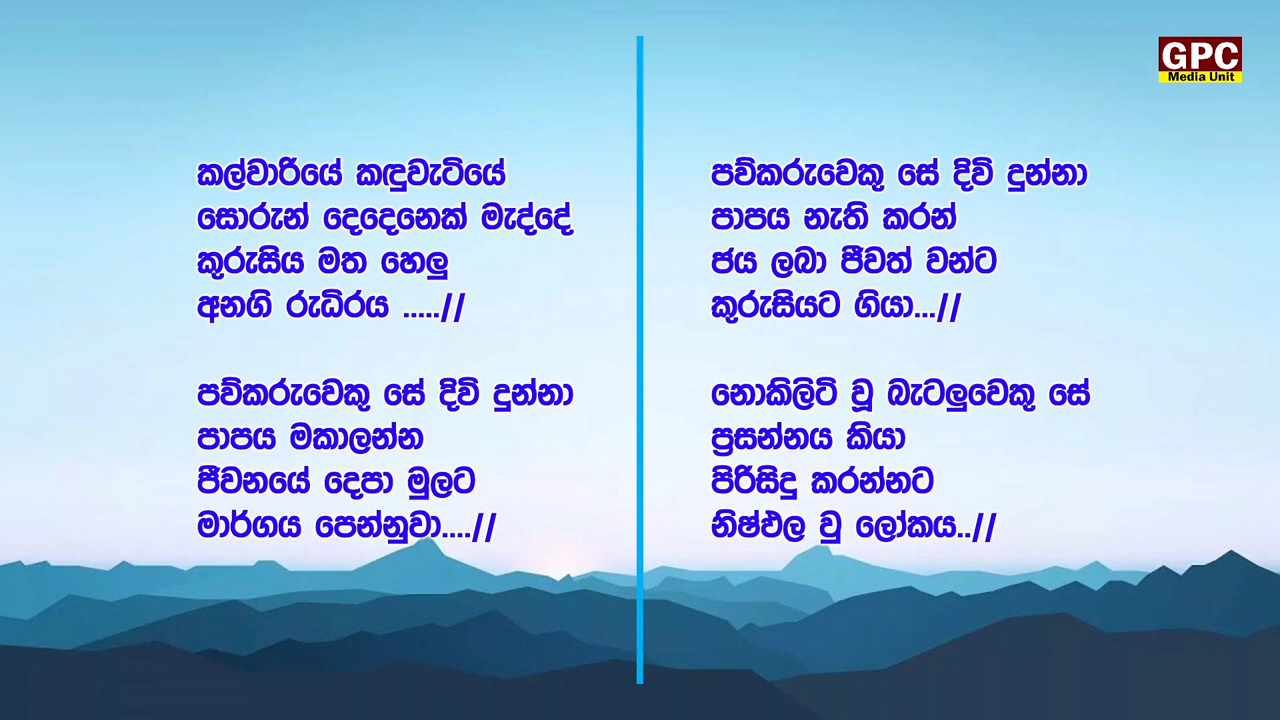 GPC
Media Unit
කල්වාරියේ කඳුවැටියේ
සොරුන් දෙදෙනෙක් මැද්දේ
කුරුසිය මත හෙලු
අනගි රුධිරය .....//
පව්කරුවෙකු සේ දිවි දුන්නා
පාපය මකාලන්න
ජීවනයේ දෙපා මුලට
මාර්ගය පෙන්නුවා....//
පව්කරුවෙකු සේ දිවි දුන්නා
පාපය නැති කරන්
ජය ලබා ජීවත් වන්ට
කුරුසියට ගියා...//
නොකිලිටි වූ බැටලුවෙකු සේ
ප්‍රසන්නය කියා
පිරිසිදු කරන්නට
නිෂ්ඵල වු ලෝකය..//